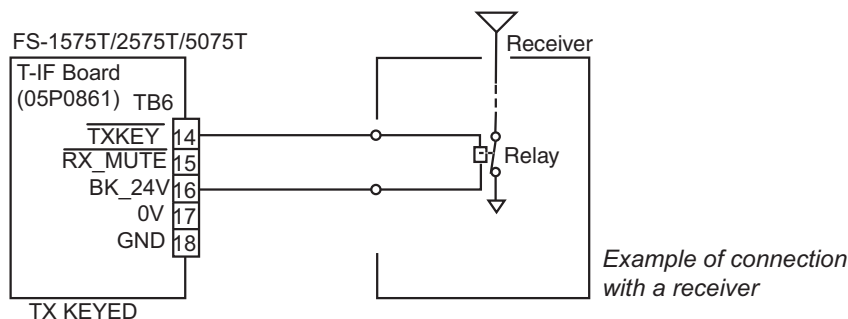 FS-1575T/2575T/5075T
T-IF Board
(05P0861) TB6
TXKEY 14
RX_MUTE 15
BK_24V 16
0V 17
GND 18
TX KEYED
Receiver
Relay
Example of connection
with a receiver